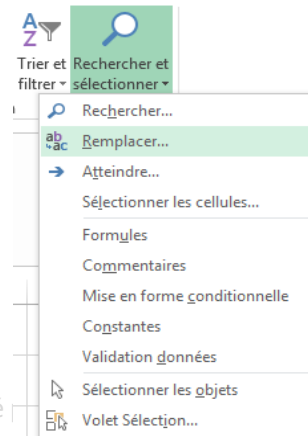 Trier et Rechercher et
filtrer sélectionner
Rechercher...
Remplacer...
Atteindre...
Sélectionner les cellules...
Formules
Commentaires
Mise en forme conditionnelle
Constantes
Validation données
Sélectionner les objets
Volet Sélection...